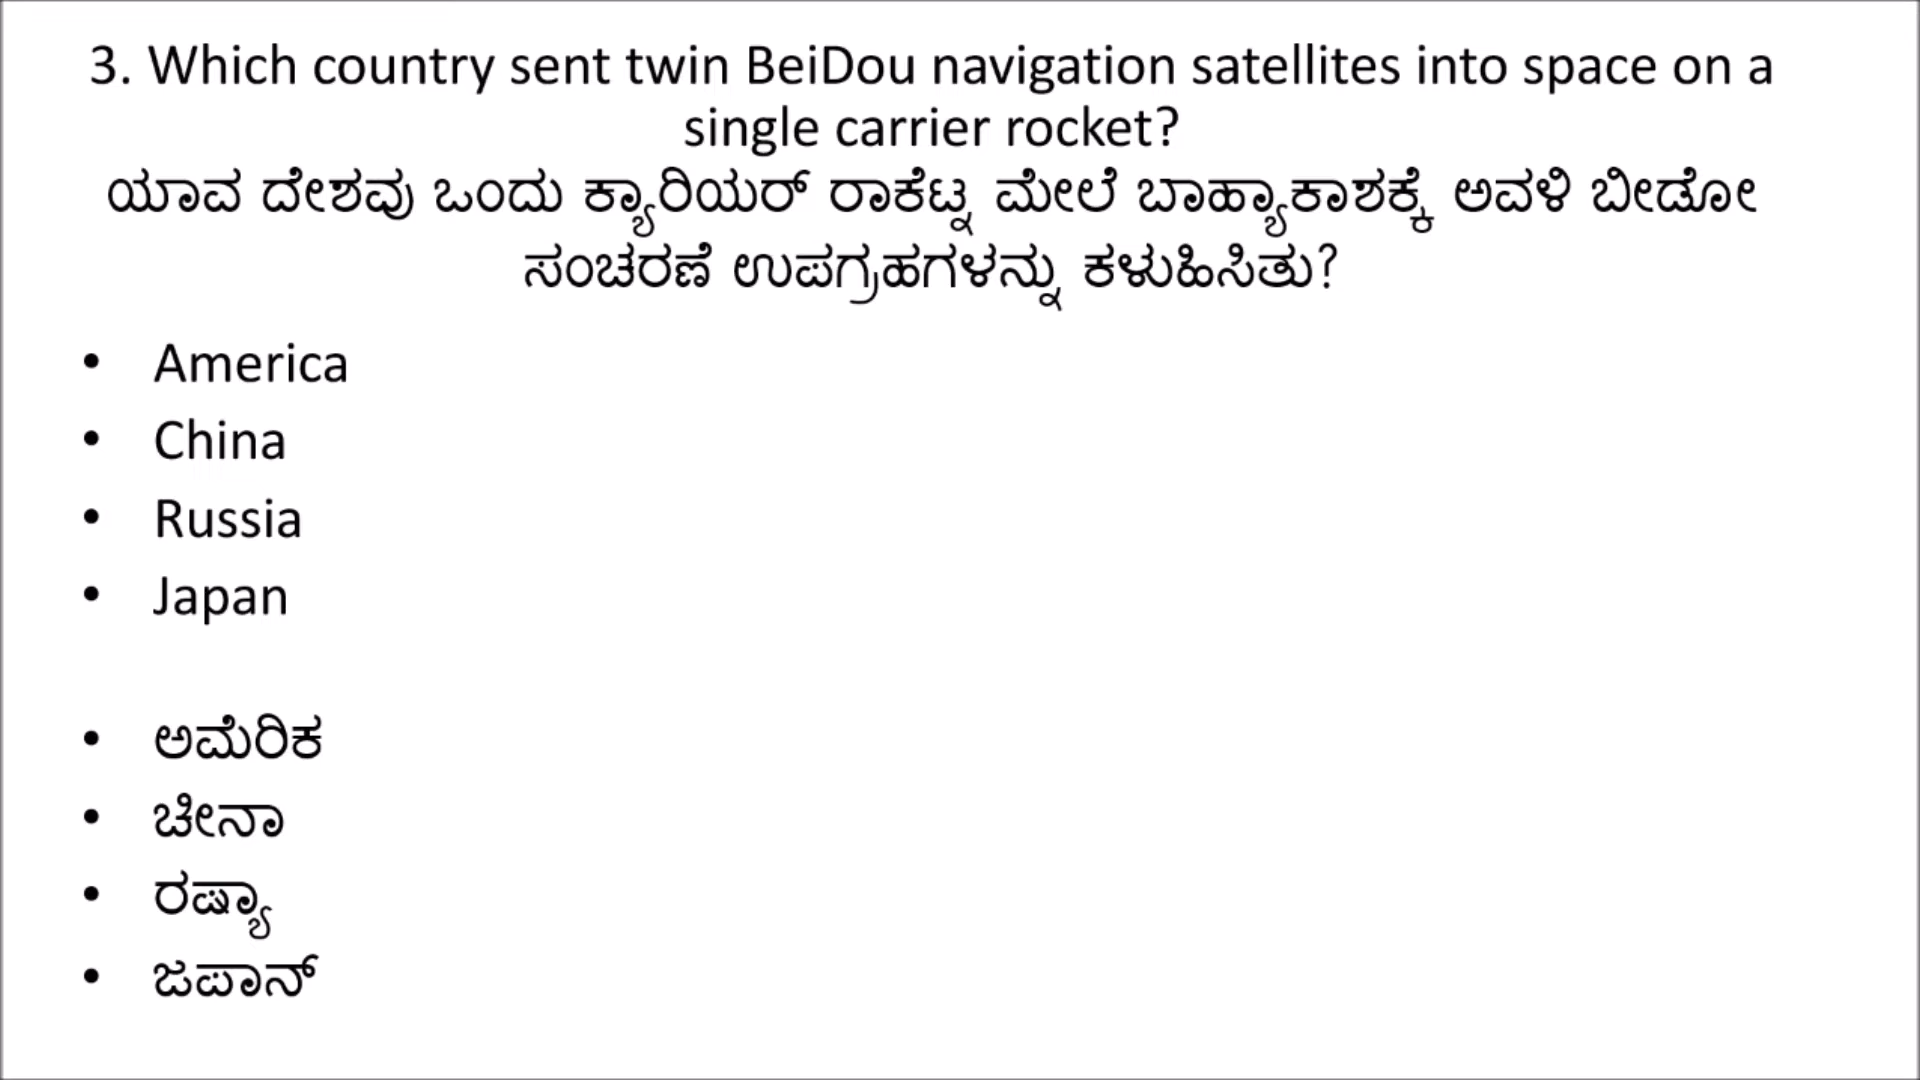 3. Which country sent twin BeiDou navigation satellites into space on a
single carrier rocket?
ಯಾವ ದೇಶವು ಒಂದು ಕ್ಯಾರಿಯರ್ ರಾಕೆಟ್ನ ಮೇಲೆ ಬಾಹ್ಯಾಕಾಶಕ್ಕೆ ಅವಳಿ ಬೀಡೋ
ಸಂಚರಣೆ ಉಪಗ್ರಹಗಳನ್ನು ಕಳುಹಿಸಿತು?
• America
• China
• Russia
• Japan
• ಅಮೆರಿಕ
• ಚೀನಾ
• ರಷ್ಯಾ
• ಜಪಾನ್